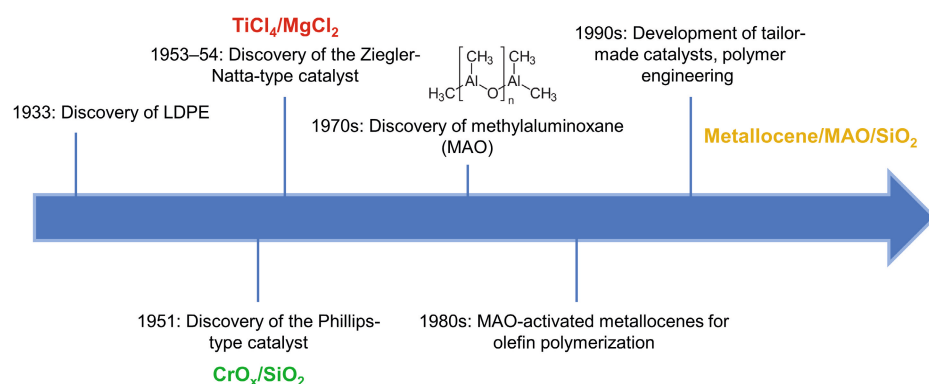 TiCl₄/MgCl₂
1953–54: Discovery of the Ziegler-
Natta-type catalyst
1933: Discovery of LDPE
CH₃ CH₃
Al Al
H₃C O n CH₃
1970s: Discovery of methylaluminoxane
(MAO)
1990s: Development of tailor-
made catalysts, polymer
engineering
Metallocene/MAO/SiO₂
1951: Discovery of the Phillips-
type catalyst
CrOₓ/SiO₂
1980s: MAO-activated metallocenes for
olefin polymerization